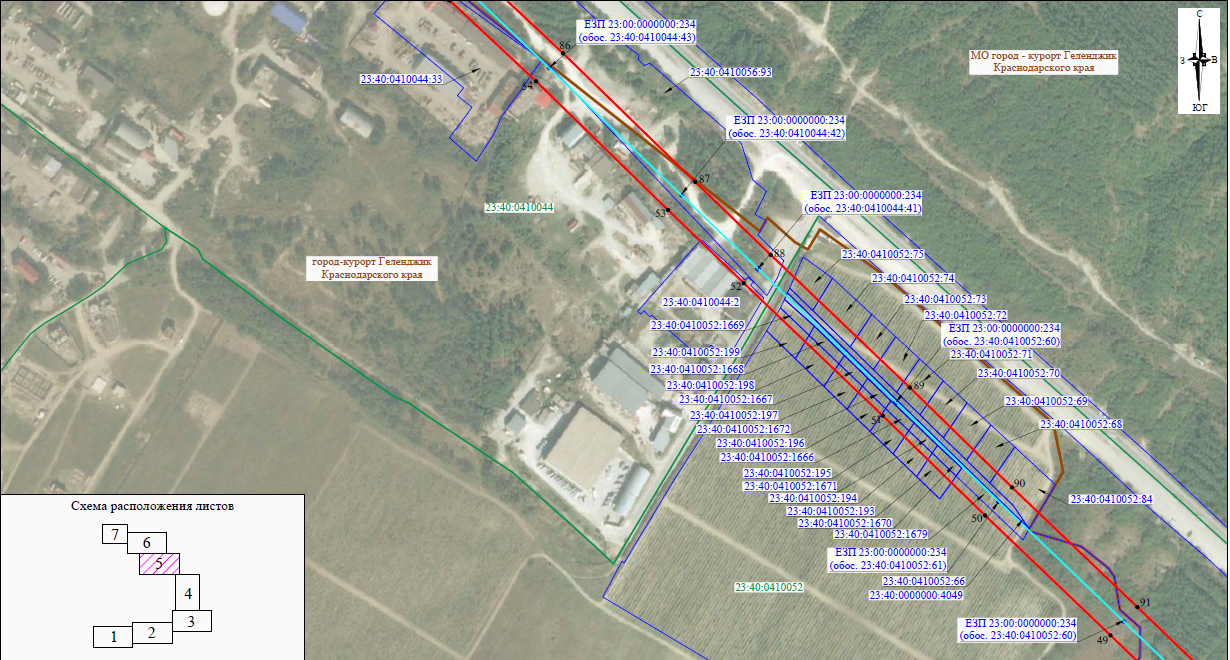 ЕЗП 23:00:0000000:234
(обос. 23:40:0410044:43)
86
МО город - курорт Геленджик
Краснодарского края
С
З
В
ЮГ
23:40:0410044:33
23:40:0410056:93
54
ЕЗП 23:00:0000000:234
(обос. 23:40:0410044:42)
87
ЕЗП 23:00:0000000:234
(обос. 23:40:0410044:41)
23:40:0410044
53
город-курорт Геленджик
Краснодарского края
88
23:40:0410052:75
23:40:0410052:74
52
23:40:0410044:2
23:40:0410052:73
23:40:0410052:72
23:40:0410052:1669
ЕЗП 23:00:0000000:234
(обос. 23:40:0410052:60)
23:40:0410052:199
23:40:0410052:71
23:40:0410052:1668
23:40:0410052:70
23:40:0410052:198
89
23:40:0410052:1667
23:40:0410052:69
23:40:0410052:197
51
23:40:0410052:68
23:40:0410052:1672
23:40:0410052:196
23:40:0410052:1666
23:40:0410052:195
23:40:0410052:1671
90
23:40:0410052:194
23:40:0410052:84
23:40:0410052:193
50
23:40:0410052:1670
23:40:0410052:1679
ЕЗП 23:00:0000000:234
(обос. 23:40:0410052:61)
23:40:0410052:66
23:40:0410052
23:40:0000000:4049
91
ЕЗП 23:00:0000000:234
(обос. 23:40:0410052:60)
49
Схема расположения листов
7
6
5
4
3
2
1